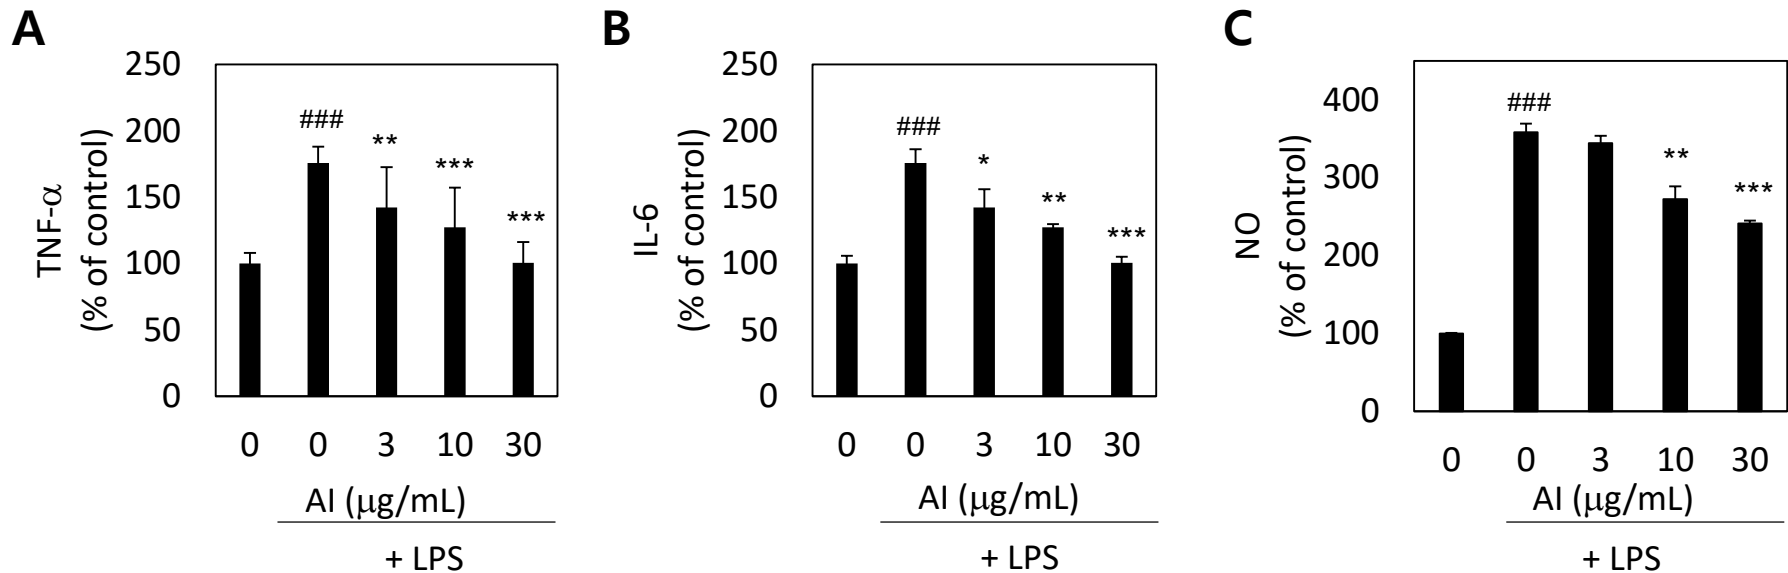 A
250
200
150
100
50
0
TNF-α
(% of control)
###
**
***
***
0 0 3 10 30
AI (μg/mL)
+ LPS
B
250
200
150
100
50
0
IL-6
(% of control)
###
*
**
***
0 0 3 10 30
AI (μg/mL)
+ LPS
C
400
300
200
100
0
NO
(% of control)
###
**
***
0 0 3 10 30
AI (μg/mL)
+ LPS